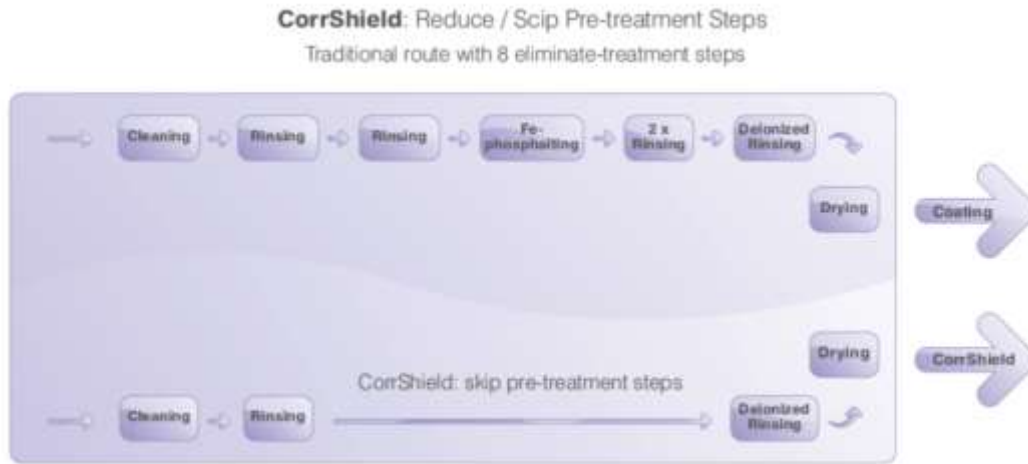 CorrShield: Reduce / Scip Pre-treatment Steps
Traditional route with 8 eliminate-treatment steps
Cleaning
Rinsing
Rinsing
Fe-
phosphaiting
2 x
Rinsing
Deionized
Rinsing
Drying
Coating
Drying
CorrShield
CorrShield: skip pre-treatment steps
Cleaning
Rinsing
Deionized
Rinsing